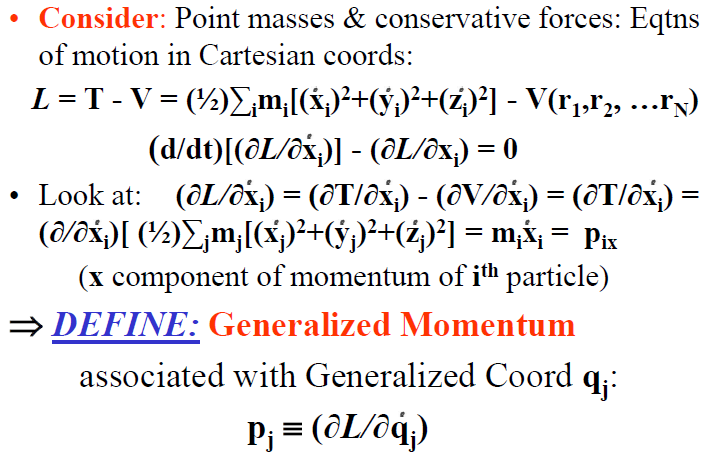 • Consider: Point masses & conservative forces: Eqtns
of motion in Cartesian coords:
L = T - V = (½)∑ᵢmᵢ[(ẋᵢ)²+(ẏᵢ)²+(żᵢ)²] - V(r₁,r₂, …r_N)
(d/dt)[(∂L/∂ẋᵢ)] - (∂L/∂xᵢ) = 0
• Look at: (∂L/∂ẋᵢ) = (∂T/∂ẋᵢ) - (∂V/∂ẋᵢ) = (∂T/∂ẋᵢ) =
(∂/∂ẋᵢ)[ (½)∑ⱼmⱼ[(ẋⱼ)²+(ẏⱼ)²+(żⱼ)²] = mᵢẋᵢ = pᵢₓ
(x component of momentum of iᵗʰ particle)
⇒ DEFINE: Generalized Momentum
associated with Generalized Coord qⱼ:
pⱼ ≡ (∂L/∂q̇ⱼ)